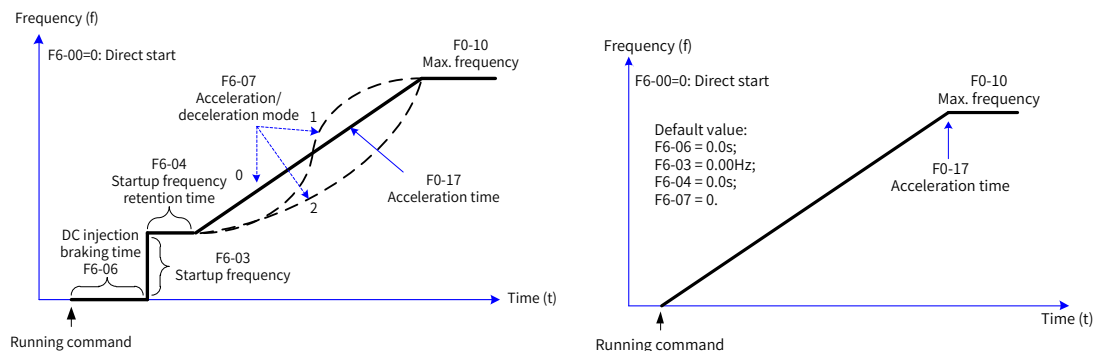 Frequency (f)
F6-00=0: Direct start
F0-10
Max. frequency
F6-07
Acceleration/
deceleration mode
1
F6-04
Startup frequency
retention time
0
F0-17
Acceleration time
2
DC injection
braking time
F6-06
F6-03
Startup frequency
Time (t)
Running command
Frequency (f)
F6-00=0: Direct start
F0-10
Max. frequency
Default value:
F6-06 = 0.0s;
F6-03 = 0.00Hz;
F6-04 = 0.0s;
F6-07 = 0.
F0-17
Acceleration time
Time (t)
Running command